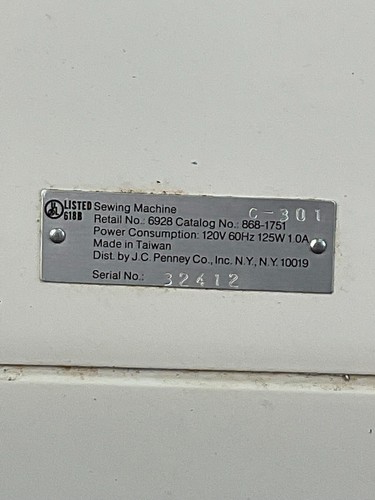 UL LISTED Sewing Machine C-301
618B Retail No.: 6928 Catalog No.: 868-1751
Power Consumption: 120V 60Hz 125W 1.0A
Made in Taiwan
Dist. by J.C. Penney Co., Inc. N.Y., N.Y. 10019
Serial No.: 32412